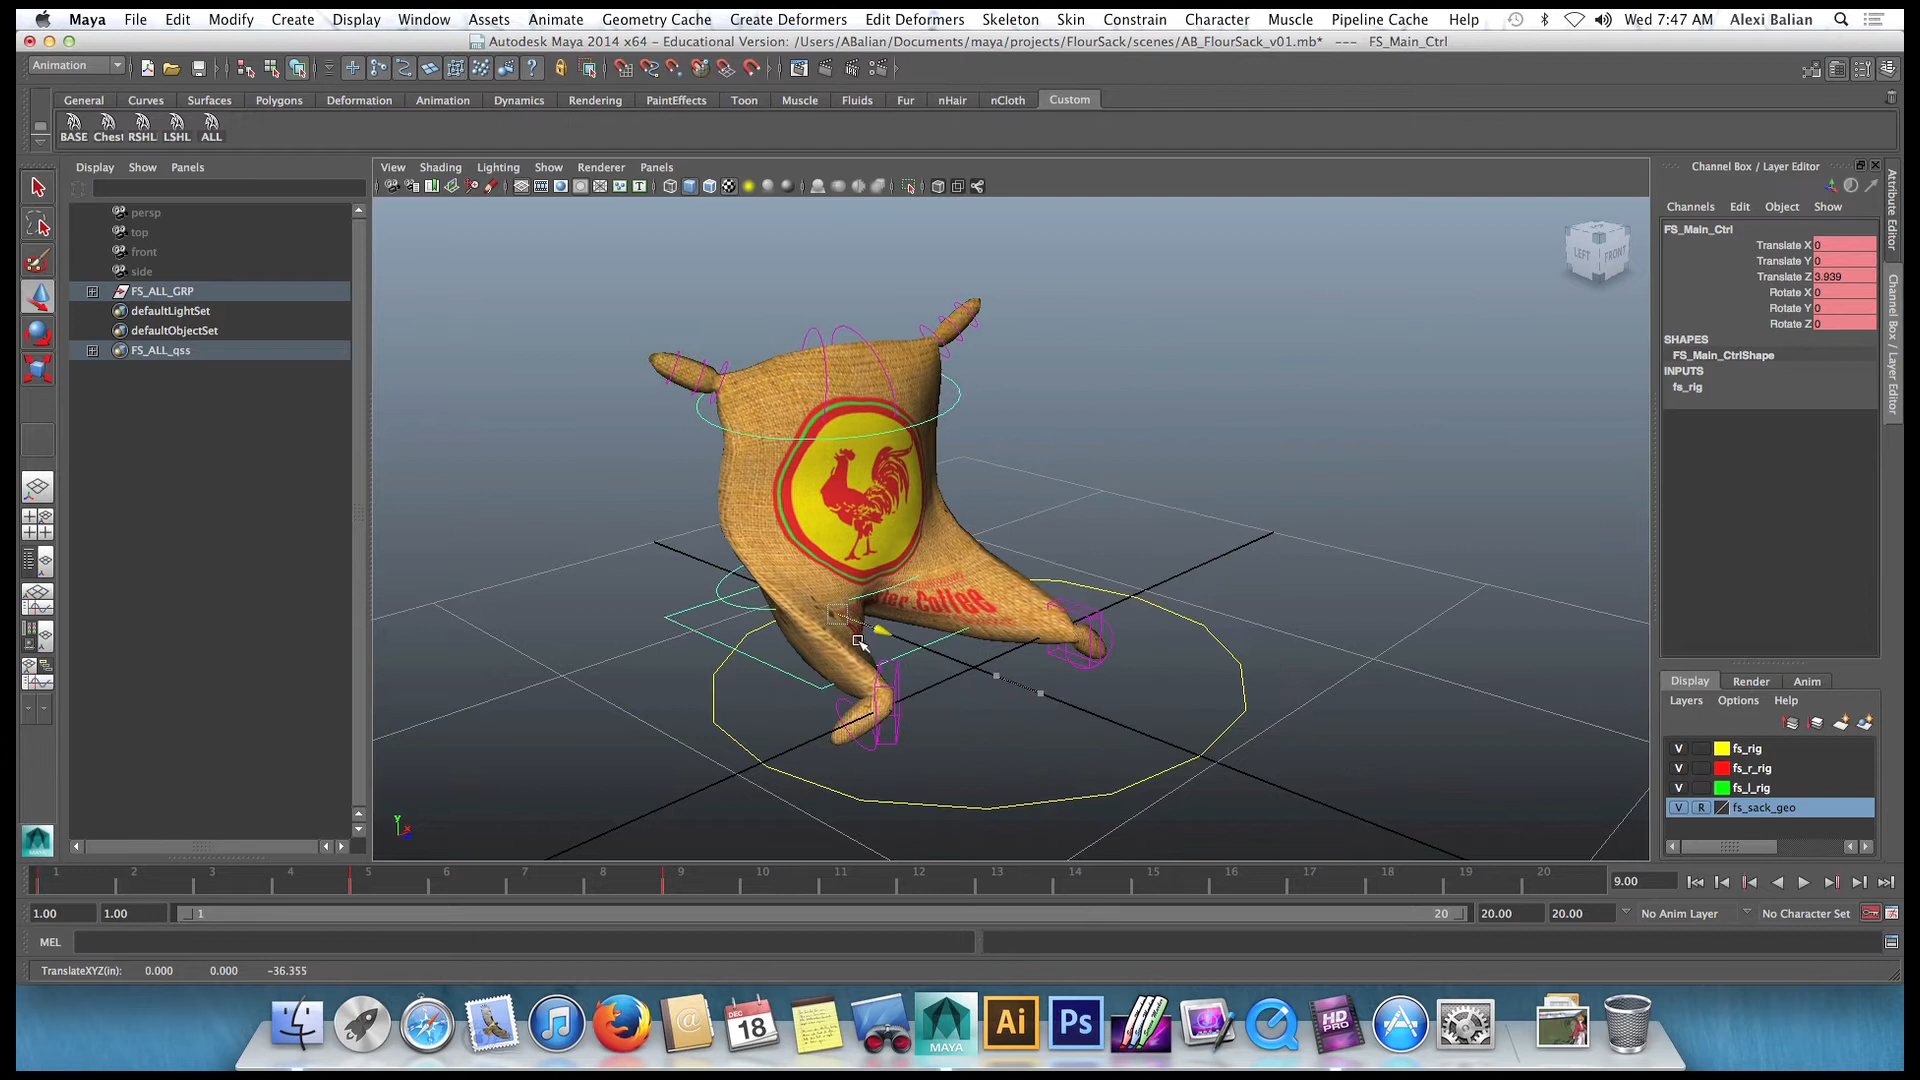 Maya File Edit Modify Create Display Window Assets Animate Geometry Cache Create Deformers Edit Deformers Skeleton Skin Constrain Character Muscle Pipeline Cache Help Wed 7:47 AM Alexi Balian
Autodesk Maya 2014 x64 - Educational Version: /Users/ABalian/Documents/maya/projects/FlourSack/scenes/AB_FlourSack_v01.mb* --- FS_Main_Ctrl
Animation
General Curves Surfaces Polygons Deformation Animation Dynamics Rendering PaintEffects Toon Muscle Fluids Fur nHair nCloth Custom
BASE Chest RSHL LSHL ALL
Display Show Panels
View Shading Lighting Show Renderer Panels
Channel Box / Layer Editor
persp
top
front
side
FS_ALL_GRP
defaultLightSet
defaultObjectSet
FS_ALL_qss
LEFT FRONT
Coffee
Channels Edit Object Show
FS_Main_Ctrl
Translate X 0
Translate Y 0
Translate Z 3.939
Rotate X 0
Rotate Y 0
Rotate Z 0
SHAPES
FS_Main_CtrlShape
INPUTS
fs_rig
Attribute Editor
Channel Box / Layer Editor
Display Render Anim
Layers Options Help
V fs_rig
V fs_r_rig
V fs_l_rig
V R fs_sack_geo
y x
1 2 3 4 5 6 7 8 9 10 11 12 13 14 15 16 17 18 19 20 9.00
1.00 1.00 1 20 20.00 20.00 No Anim Layer No Character Set
MEL
TranslateXYZ(in): 0.000 0.000 -36.355
DEC 18 MAYA Ai Ps HD PRO